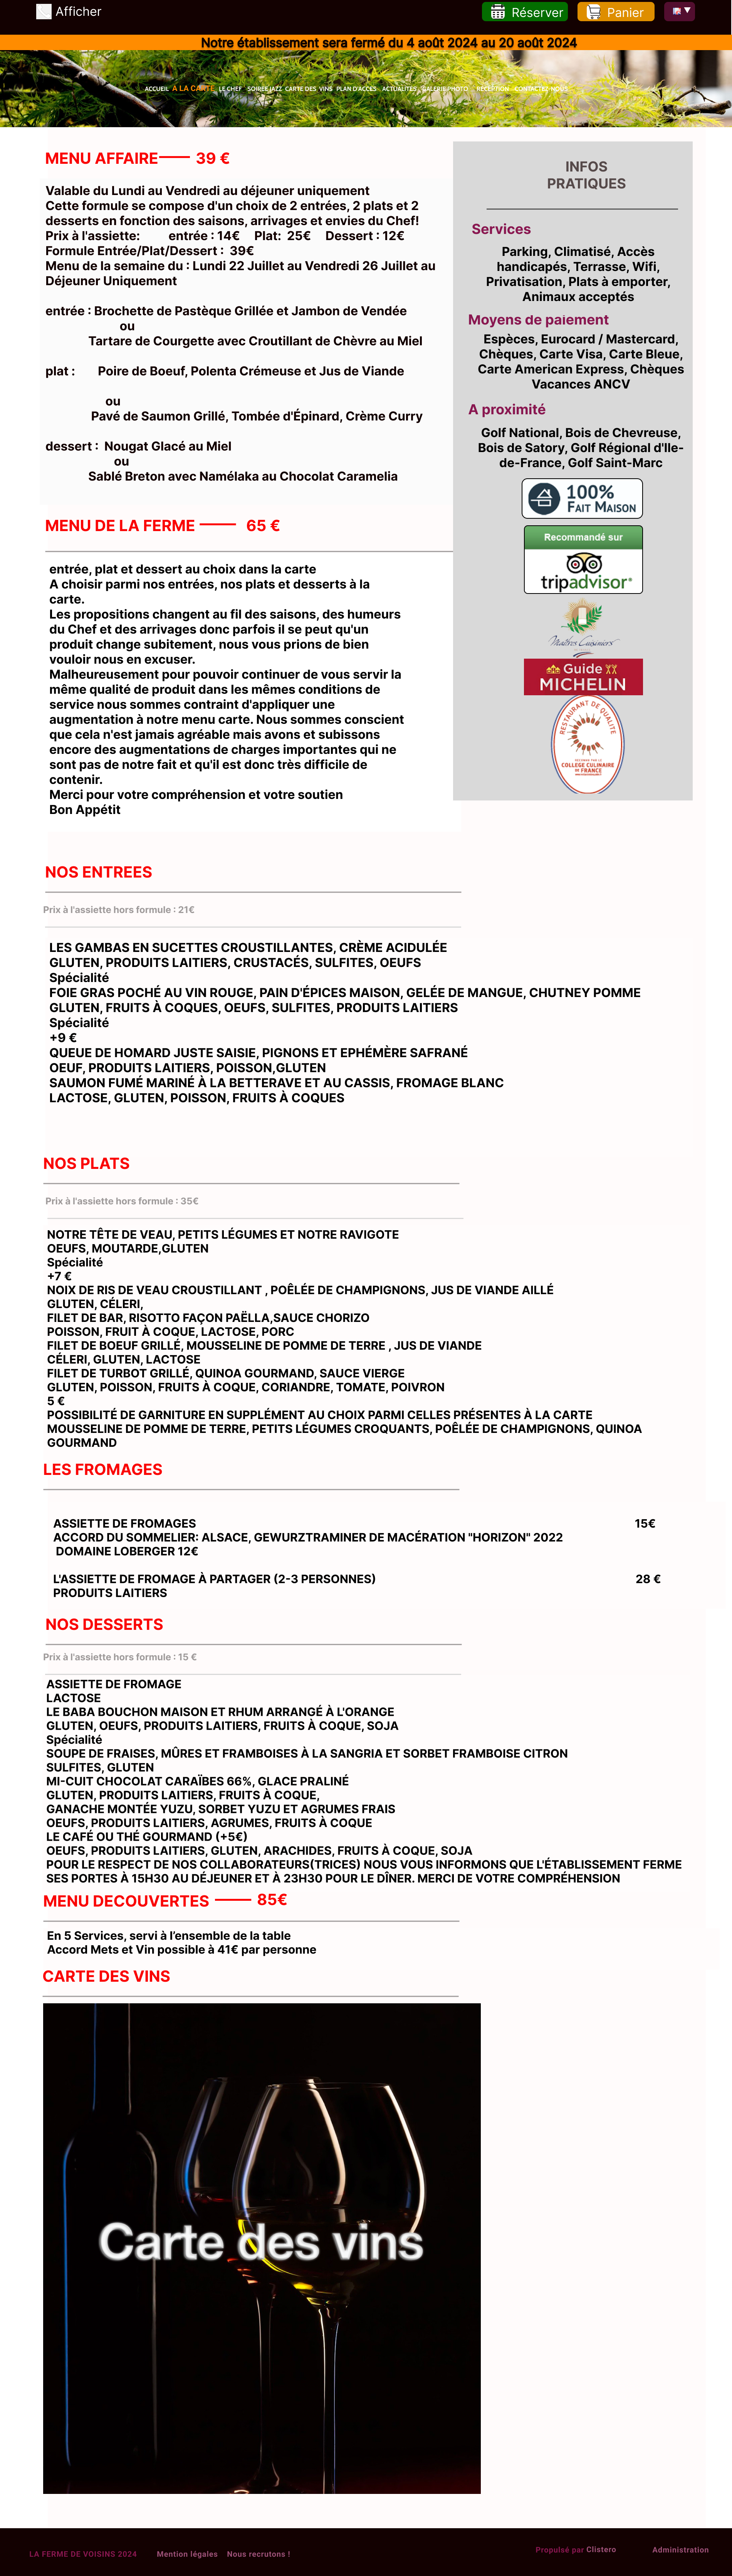 Afficher
Réserver
Panier
Notre établissement sera fermé du 4 août 2024 au 20 août 2024
ACCUEIL A LA CARTE LE CHEF SOIREE JAZZ CARTE DES VINS PLAN D'ACCES ACTUALITES GALERIE PHOTO RECEPTION CONTACTEZ-NOUS
MENU AFFAIRE 39 €
Valable du Lundi au Vendredi au déjeuner uniquement
Cette formule se compose d'un choix de 2 entrées, 2 plats et 2
desserts en fonction des saisons, arrivages et envies du Chef!
Prix à l'assiette: entrée : 14€ Plat: 25€ Dessert : 12€
Formule Entrée/Plat/Dessert : 39€
Menu de la semaine du : Lundi 22 Juillet au Vendredi 26 Juillet au
Déjeuner Uniquement
entrée : Brochette de Pastèque Grillée et Jambon de Vendée
ou
Tartare de Courgette avec Croutillant de Chèvre au Miel
plat : Poire de Boeuf, Polenta Crémeuse et Jus de Viande
ou
Pavé de Saumon Grillé, Tombée d'Épinard, Crème Curry
dessert : Nougat Glacé au Miel
ou
Sablé Breton avec Namélaka au Chocolat Caramelia
INFOS
PRATIQUES
Services
Parking, Climatisé, Accès
handicapés, Terrasse, Wifi,
Privatisation, Plats à emporter,
Animaux acceptés
Moyens de paiement
Espèces, Eurocard / Mastercard,
Chèques, Carte Visa, Carte Bleue,
Carte American Express, Chèques
Vacances ANCV
A proximité
Golf National, Bois de Chevreuse,
Bois de Satory, Golf Régional d'Ile-
de-France, Golf Saint-Marc
100%
FAIT MAISON
Recommandé sur
tripadvisor
Maîtres Cuisiniers
Guide
MICHELIN
RESTAURANT DE QUALITÉ
COLLEGE CULINAIRE
DE FRANCE
MENU DE LA FERME 65 €
entrée, plat et dessert au choix dans la carte
A choisir parmi nos entrées, nos plats et desserts à la
carte.
Les propositions changent au fil des saisons, des humeurs
du Chef et des arrivages donc parfois il se peut qu'un
produit change subitement, nous vous prions de bien
vouloir nous en excuser.
Malheureusement pour pouvoir continuer de vous servir la
même qualité de produit dans les mêmes conditions de
service nous sommes contraint d'appliquer une
augmentation à notre menu carte. Nous sommes conscient
que cela n'est jamais agréable mais avons et subissons
encore des augmentations de charges importantes qui ne
sont pas de notre fait et qu'il est donc très difficile de
contenir.
Merci pour votre compréhension et votre soutien
Bon Appétit
NOS ENTREES
Prix à l'assiette hors formule : 21€
LES GAMBAS EN SUCETTES CROUSTILLANTES, CRÈME ACIDULÉE
GLUTEN, PRODUITS LAITIERS, CRUSTACÉS, SULFITES, OEUFS
Spécialité
FOIE GRAS POCHÉ AU VIN ROUGE, PAIN D'ÉPICES MAISON, GELÉE DE MANGUE, CHUTNEY POMME
GLUTEN, FRUITS À COQUES, OEUFS, SULFITES, PRODUITS LAITIERS
Spécialité
+9 €
QUEUE DE HOMARD JUSTE SAISIE, PIGNONS ET EPHÉMÈRE SAFRANÉ
OEUF, PRODUITS LAITIERS, POISSON,GLUTEN
SAUMON FUMÉ MARINÉ À LA BETTERAVE ET AU CASSIS, FROMAGE BLANC
LACTOSE, GLUTEN, POISSON, FRUITS À COQUES
NOS PLATS
Prix à l'assiette hors formule : 35€
NOTRE TÊTE DE VEAU, PETITS LÉGUMES ET NOTRE RAVIGOTE
OEUFS, MOUTARDE,GLUTEN
Spécialité
+7 €
NOIX DE RIS DE VEAU CROUSTILLANT , POÊLÉE DE CHAMPIGNONS, JUS DE VIANDE AILLÉ
GLUTEN, CÉLERI,
FILET DE BAR, RISOTTO FAÇON PAËLLA,SAUCE CHORIZO
POISSON, FRUIT À COQUE, LACTOSE, PORC
FILET DE BOEUF GRILLÉ, MOUSSELINE DE POMME DE TERRE , JUS DE VIANDE
CÉLERI, GLUTEN, LACTOSE
FILET DE TURBOT GRILLÉ, QUINOA GOURMAND, SAUCE VIERGE
GLUTEN, POISSON, FRUITS À COQUE, CORIANDRE, TOMATE, POIVRON
5 €
POSSIBILITÉ DE GARNITURE EN SUPPLÉMENT AU CHOIX PARMI CELLES PRÉSENTES À LA CARTE
MOUSSELINE DE POMME DE TERRE, PETITS LÉGUMES CROQUANTS, POÊLÉE DE CHAMPIGNONS, QUINOA
GOURMAND
LES FROMAGES
ASSIETTE DE FROMAGES 15€
ACCORD DU SOMMELIER: ALSACE, GEWURZTRAMINER DE MACÉRATION "HORIZON" 2022
DOMAINE LOBERGER 12€
L'ASSIETTE DE FROMAGE À PARTAGER (2-3 PERSONNES) 28 €
PRODUITS LAITIERS
NOS DESSERTS
Prix à l'assiette hors formule : 15 €
ASSIETTE DE FROMAGE
LACTOSE
LE BABA BOUCHON MAISON ET RHUM ARRANGÉ À L'ORANGE
GLUTEN, OEUFS, PRODUITS LAITIERS, FRUITS À COQUE, SOJA
Spécialité
SOUPE DE FRAISES, MÛRES ET FRAMBOISES À LA SANGRIA ET SORBET FRAMBOISE CITRON
SULFITES, GLUTEN
MI-CUIT CHOCOLAT CARAÏBES 66%, GLACE PRALINÉ
GLUTEN, PRODUITS LAITIERS, FRUITS À COQUE,
GANACHE MONTÉE YUZU, SORBET YUZU ET AGRUMES FRAIS
OEUFS, PRODUITS LAITIERS, AGRUMES, FRUITS À COQUE
LE CAFÉ OU THÉ GOURMAND (+5€)
OEUFS, PRODUITS LAITIERS, GLUTEN, ARACHIDES, FRUITS À COQUE, SOJA
POUR LE RESPECT DE NOS COLLABORATEURS(TRICES) NOUS VOUS INFORMONS QUE L'ÉTABLISSEMENT FERME
SES PORTES À 15H30 AU DÉJEUNER ET À 23H30 POUR LE DÎNER. MERCI DE VOTRE COMPRÉHENSION
MENU DECOUVERTES 85€
En 5 Services, servi à l'ensemble de la table
Accord Mets et Vin possible à 41€ par personne
CARTE DES VINS
Carte des vins
LA FERME DE VOISINS 2024 Mention légales Nous recrutons ! Propulsé par Clistero Administration